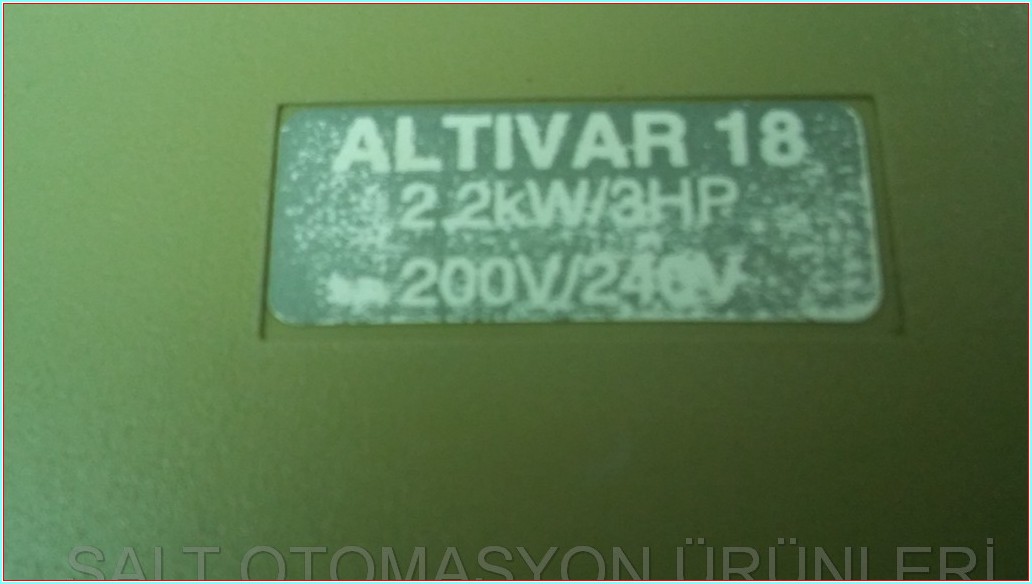 ALTIVAR 18
2.2kW/3HP
200V/240V
SALT OTOMASYON ÜRÜNLERİ